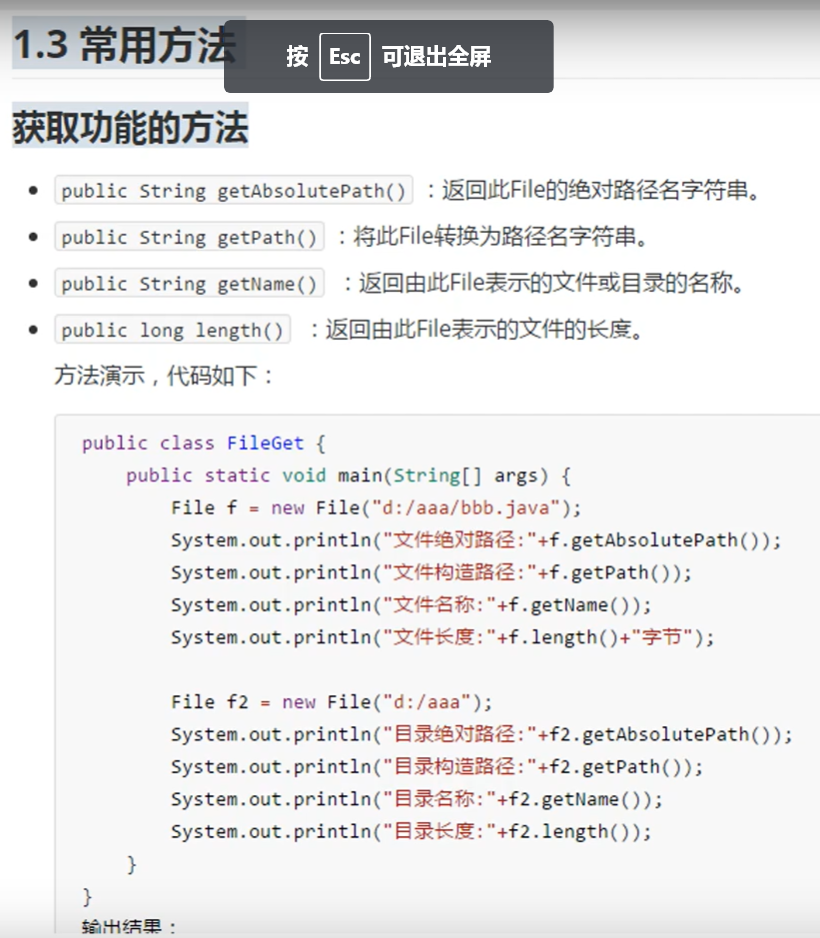 1.3 常用方法
按 Esc 可退出全屏
获取功能的方法
public String getAbsolutePath() ：返回此File的绝对路径名字符串。
public String getPath() ：将此File转换为路径名字符串。
public String getName() ：返回由此File表示的文件或目录的名称。
public long length() ：返回由此File表示的文件的长度。
方法演示，代码如下：
public class FileGet {
public static void main(String[] args) {
File f = new File("d:/aaa/bbb.java");
System.out.println("文件绝对路径:"+f.getAbsolutePath());
System.out.println("文件构造路径:"+f.getPath());
System.out.println("文件名称:"+f.getName());
System.out.println("文件长度:"+f.length()+"字节");
File f2 = new File("d:/aaa");
System.out.println("目录绝对路径:"+f2.getAbsolutePath());
System.out.println("目录构造路径:"+f2.getPath());
System.out.println("目录名称:"+f2.getName());
System.out.println("目录长度:"+f2.length());
}
}
输出结果：